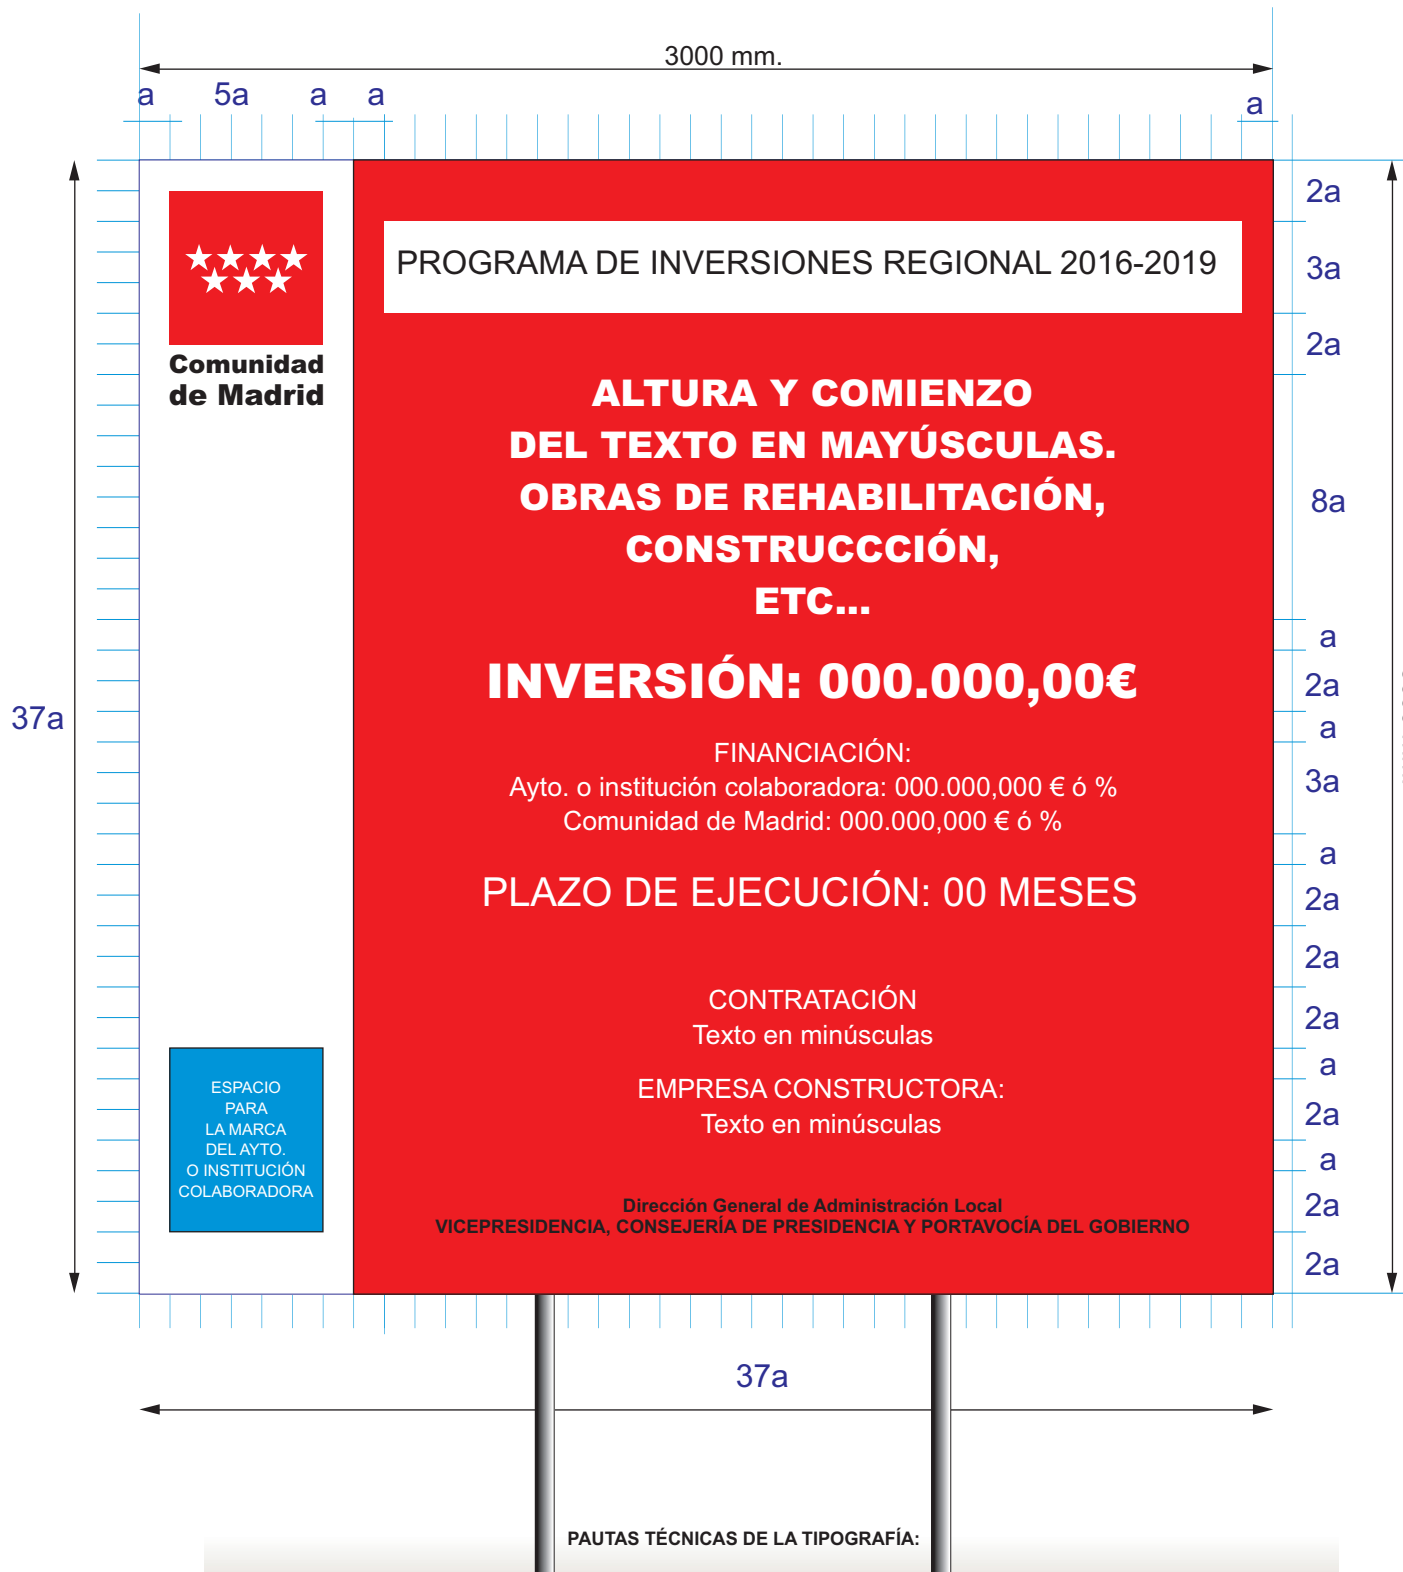 3000 mm.
a 5a a a a
2a
PROGRAMA DE INVERSIONES REGIONAL 2016-2019
3a
2a
Comunidad
de Madrid
ALTURA Y COMIENZO
DEL TEXTO EN MAYÚSCULAS.
OBRAS DE REHABILITACIÓN,
CONSTRUCCCIÓN,
ETC...
8a
a
INVERSIÓN: 000.000,00€
2a
37a
a
FINANCIACIÓN:
Ayto. o institución colaboradora: 000.000,000 € ó %
Comunidad de Madrid: 000.000,000 € ó %
3a
a
PLAZO DE EJECUCIÓN: 00 MESES
2a
2a
CONTRATACIÓN
Texto en minúsculas
2a
a
EMPRESA CONSTRUCTORA:
Texto en minúsculas
2a
a
ESPACIO
PARA
LA MARCA
DEL AYTO.
O INSTITUCIÓN
COLABORADORA
Dirección General de Administración Local
VICEPRESIDENCIA, CONSEJERÍA DE PRESIDENCIA Y PORTAVOCÍA DEL GOBIERNO
2a
2a
37a
PAUTAS TÉCNICAS DE LA TIPOGRAFÍA: